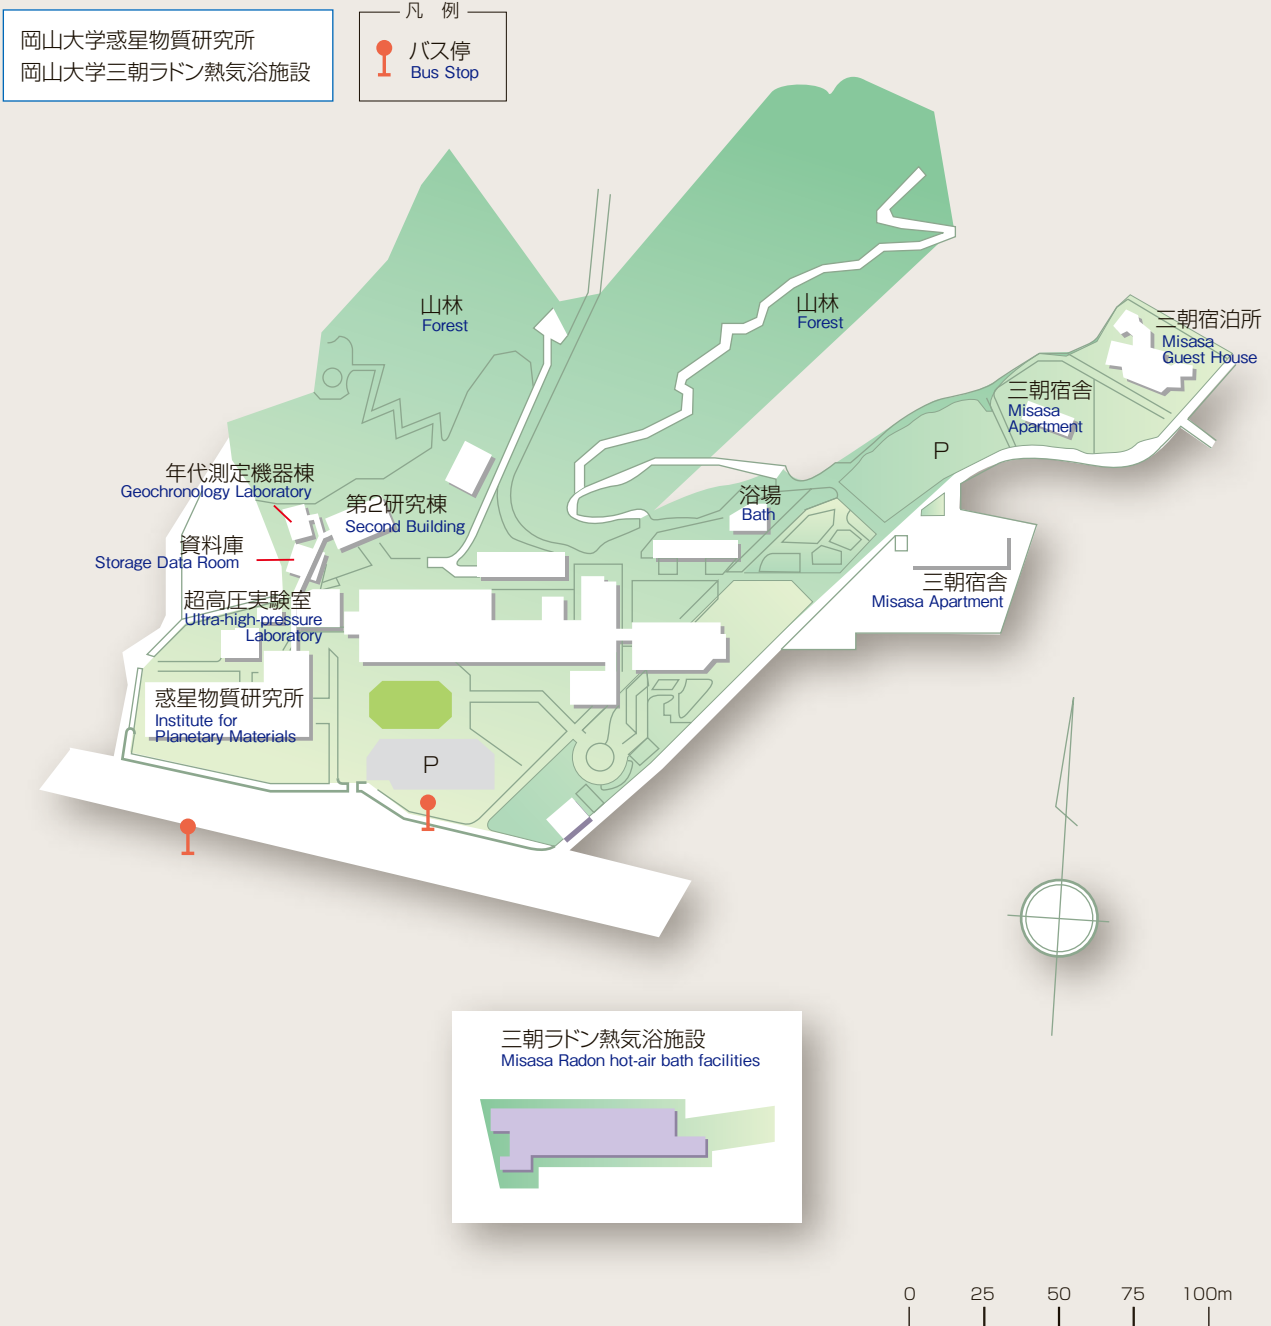 岡山大学惑星物質研究所
岡山大学三朝ラドン熱気浴施設
凡 例
バス停
Bus Stop
山林
Forest
山林
Forest
三朝宿泊所
Misasa
Guest House
三朝宿舎
Misasa
Apartment
P
年代測定機器棟
Geochronology Laboratory
第2研究棟
Second Building
浴場
Bath
資料庫
Storage Data Room
三朝宿舎
Misasa Apartment
超高圧実験室
Ultra-high-pressure
Laboratory
惑星物質研究所
Institute for
Planetary Materials
P
三朝ラドン熱気浴施設
Misasa Radon hot-air bath facilities
0 25 50 75 100m